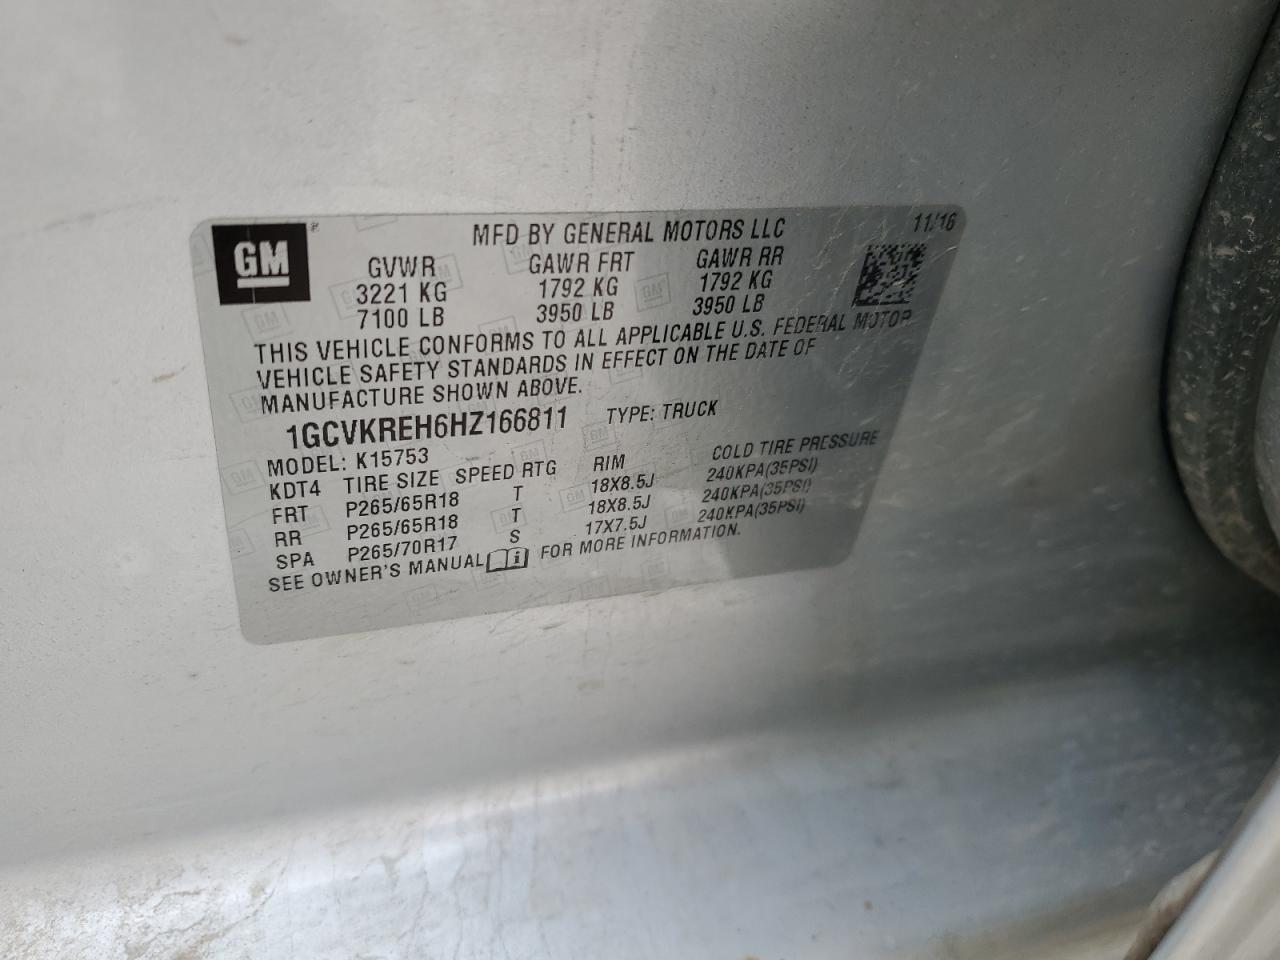 GM
MFD BY GENERAL MOTORS LLC 11/16
GVWR GAWR FRT GAWR RR
3221 KG 1792 KG 1792 KG
7100 LB 3950 LB 3950 LB
THIS VEHICLE CONFORMS TO ALL APPLICABLE U.S. FEDERAL MOTOR
VEHICLE SAFETY STANDARDS IN EFFECT ON THE DATE OF
MANUFACTURE SHOWN ABOVE.
1GCVKREH6HZ166811 TYPE: TRUCK
MODEL: K15753
KDT4 TIRE SIZE SPEED RTG RIM COLD TIRE PRESSURE
FRT P265/65R18 T 18X8.5J 240KPA(35PSI)
RR P265/65R18 T 18X8.5J 240KPA(35PSI)
SPA P265/70R17 S 17X7.5J 240KPA(35PSI)
SEE OWNER'S MANUAL FOR MORE INFORMATION.